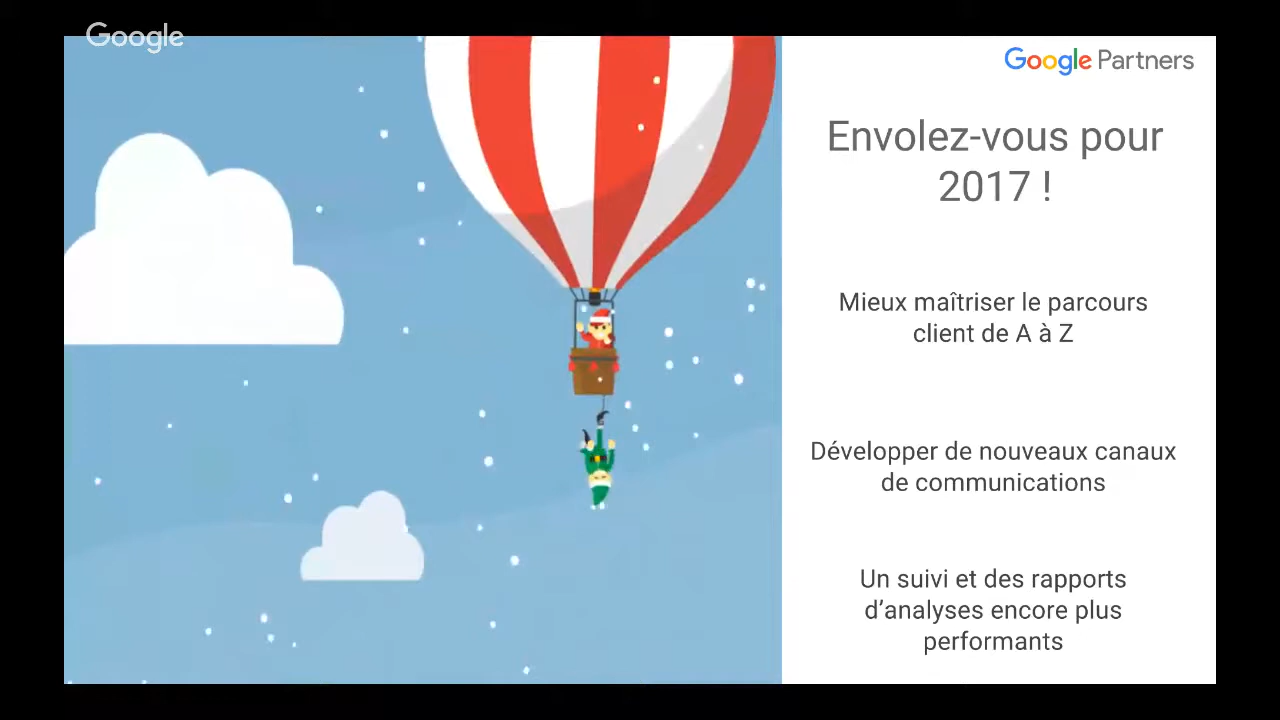 Google
Google Partners
Envolez-vous pour
2017 !
Mieux maîtriser le parcours
client de A à Z
Développer de nouveaux canaux
de communications
Un suivi et des rapports
d’analyses encore plus
performants